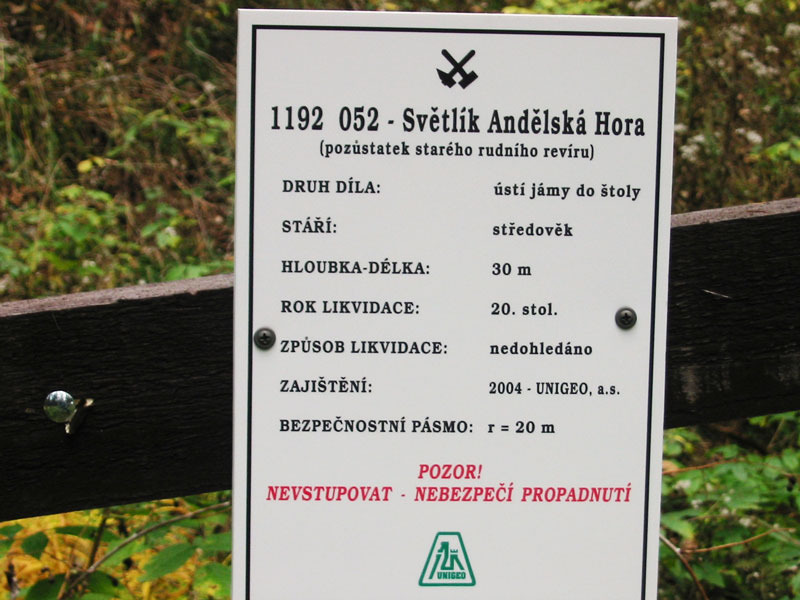 1192 052 - Světlík Andělská Hora
(pozůstatek starého rudního revíru)
DRUH DÍLA: ústí jámy do štoly
STÁŘÍ: středověk
HLOUBKA-DÉLKA: 30 m
ROK LIKVIDACE: 20. stol.
ZPŮSOB LIKVIDACE: nedohledáno
ZAJIŠTĚNÍ: 2004 - UNIGEO, a.s.
BEZPEČNOSTNÍ PÁSMO: r = 20 m
POZOR!
NEVSTUPOVAT - NEBEZPEČÍ PROPADNUTÍ
UNIGEO